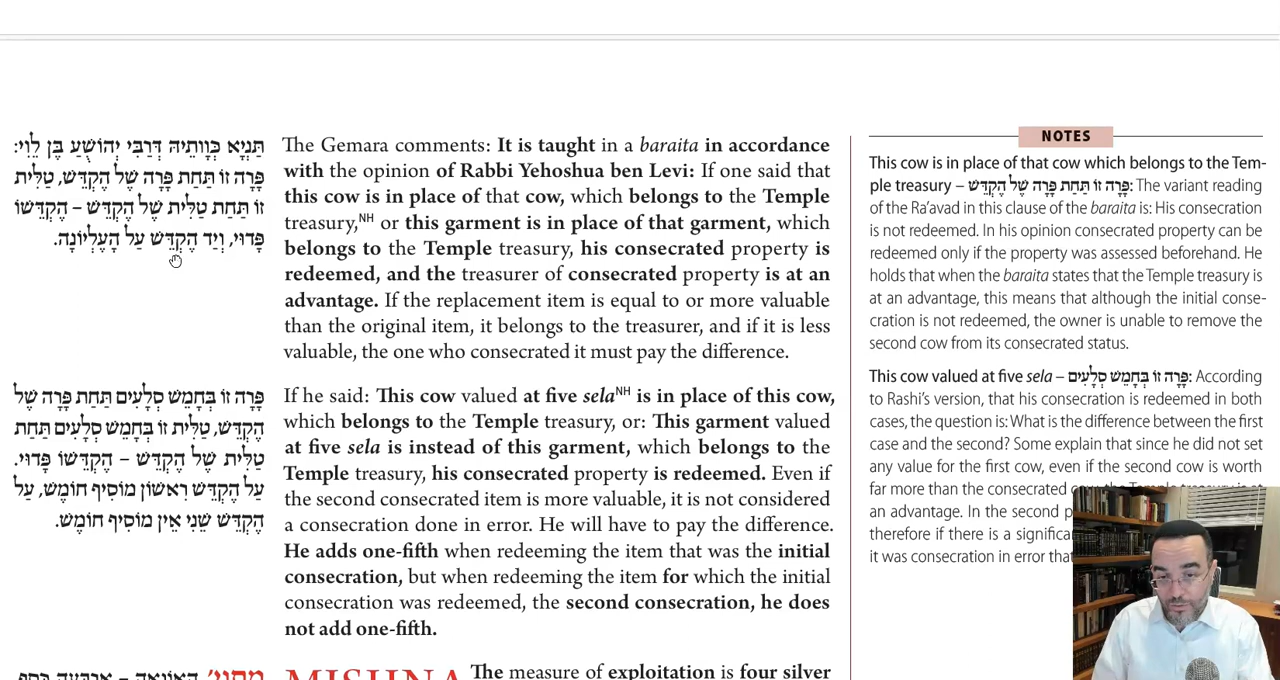 תַּנְיָא כְּווֹתֵיהּ דְּרַבִּי יְהוֹשֻׁעַ בֶּן לֵוִי:
פָּרָה זוֹ תַּחַת פָּרָה שֶׁל הֶקְדֵּשׁ, טַלִּית
זוֹ תַּחַת טַלִּית שֶׁל הֶקְדֵּשׁ – הֶקְדֵּשׁוֹ
פָּדוּי, וְיַד הֶקְדֵּשׁ עַל הָעֶלְיוֹנָה.
פָּרָה זוֹ בְּחָמֵשׁ סְלָעִים תַּחַת פָּרָה שֶׁל
הֶקְדֵּשׁ, טַלִּית זוֹ בְּחָמֵשׁ סְלָעִים תַּחַת
טַלִּית שֶׁל הֶקְדֵּשׁ – הֶקְדֵּשׁוֹ פָּדוּי.
עַל הֶקְדֵּשׁ רִאשׁוֹן מוֹסִיף חוֹמֶשׁ, עַל
הֶקְדֵּשׁ שֵׁנִי אֵין מוֹסִיף חוֹמֶשׁ.
מתני׳ הָאוֹנָאָה – אַרְבָּעָה כֶּסֶף
The Gemara comments: It is taught in a baraita in accordance
with the opinion of Rabbi Yehoshua ben Levi: If one said that
this cow is in place of that cow, which belongs to the Temple
treasury,NH or this garment is in place of that garment, which
belongs to the Temple treasury, his consecrated property is
redeemed, and the treasurer of consecrated property is at an
advantage. If the replacement item is equal to or more valuable
than the original item, it belongs to the treasurer, and if it is less
valuable, the one who consecrated it must pay the difference.
If he said: This cow valued at five selaNH is in place of this cow,
which belongs to the Temple treasury, or: This garment valued
at five sela is instead of this garment, which belongs to the
Temple treasury, his consecrated property is redeemed. Even if
the second consecrated item is more valuable, it is not considered
a consecration done in error. He will have to pay the difference.
He adds one-fifth when redeeming the item that was the initial
consecration, but when redeeming the item for which the initial
consecration was redeemed, the second consecration, he does
not add one-fifth.
MISHNA The measure of exploitation is four silver
NOTES
This cow is in place of that cow which belongs to the Tem-
ple treasury – פָּרָה זוֹ תַּחַת פָּרָה שֶׁל הֶקְדֵּשׁ: The variant reading
of the Ra'avad in this clause of the baraita is: His consecration
is not redeemed. In his opinion consecrated property can be
redeemed only if the property was assessed beforehand. He
holds that when the baraita states that the Temple treasury is
at an advantage, this means that although the initial conse-
cration is not redeemed, the owner is unable to remove the
second cow from its consecrated status.
This cow valued at five sela – פָּרָה זוֹ בְּחָמֵשׁ סְלָעִים: According
to Rashi's version, that his consecration is redeemed in both
cases, the question is: What is the difference between the first
case and the second? Some explain that since he did not set
any value for the first cow, even if the second cow is worth
far more than the consecrated cow, the Temple treasury is at
an advantage. In the second
therefore if there is a
it was consecration in error